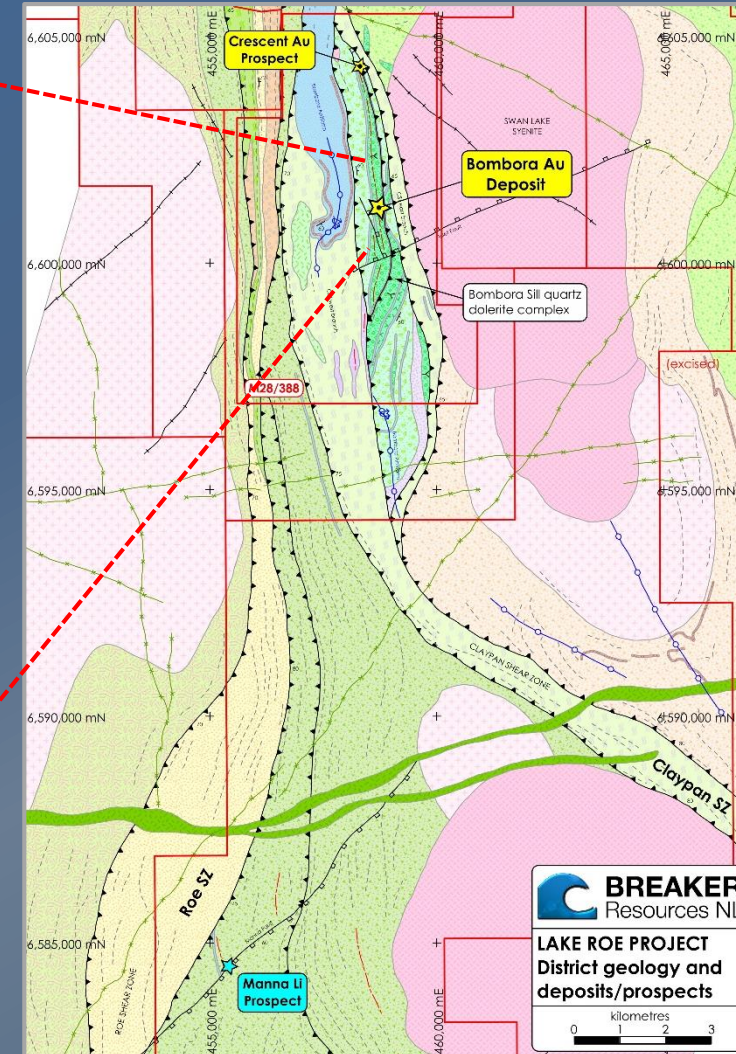 6,605,000 mN
455,000 mE
460,000 mE
465,000 mE
6,605,000 mN
Crescent Au
Prospect
SWAN LAKE
SYENITE
Bombora Au
Deposit
6,600,000 mN
6,600,000 mN
Bombora Sill quartz
dolerite complex
(excised)
M28/388
6,595,000 mN
6,595,000 mN
75
70
80
CLAYPAN SHEAR ZONE
6,590,000 mN
6,590,000 mN
Claypan SZ
Roe SZ
6,585,000 mN
ROE SHEAR ZONE
Manna Li
Prospect
455,000 mE
460,000 mE
BREAKER
Resources NL
LAKE ROE PROJECT
District geology and
deposits/prospects
kilometres
0 1 2 3